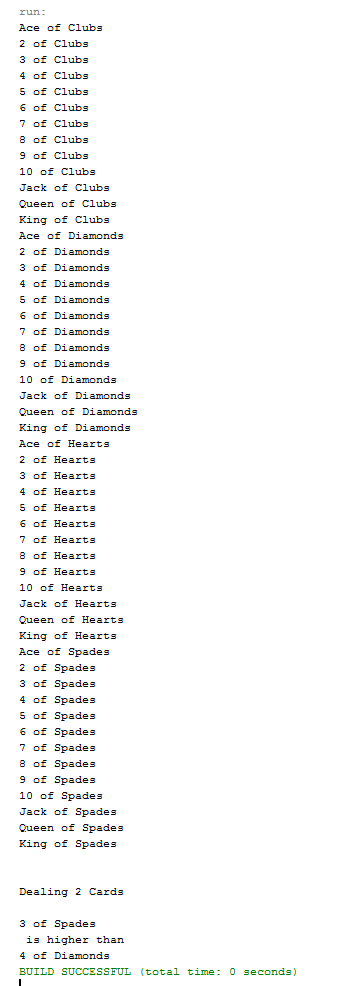 run:
Ace of Clubs
2 of Clubs
3 of Clubs
4 of Clubs
5 of Clubs
6 of Clubs
7 of Clubs
8 of Clubs
9 of Clubs
10 of Clubs
Jack of Clubs
Queen of Clubs
King of Clubs
Ace of Diamonds
2 of Diamonds
3 of Diamonds
4 of Diamonds
5 of Diamonds
6 of Diamonds
7 of Diamonds
8 of Diamonds
9 of Diamonds
10 of Diamonds
Jack of Diamonds
Queen of Diamonds
King of Diamonds
Ace of Hearts
2 of Hearts
3 of Hearts
4 of Hearts
5 of Hearts
6 of Hearts
7 of Hearts
8 of Hearts
9 of Hearts
10 of Hearts
Jack of Hearts
Queen of Hearts
King of Hearts
Ace of Spades
2 of Spades
3 of Spades
4 of Spades
5 of Spades
6 of Spades
7 of Spades
8 of Spades
9 of Spades
10 of Spades
Jack of Spades
Queen of Spades
King of Spades
Dealing 2 Cards
3 of Spades
 is higher than
4 of Diamonds
BUILD SUCCESSFUL (total time: 0 seconds)